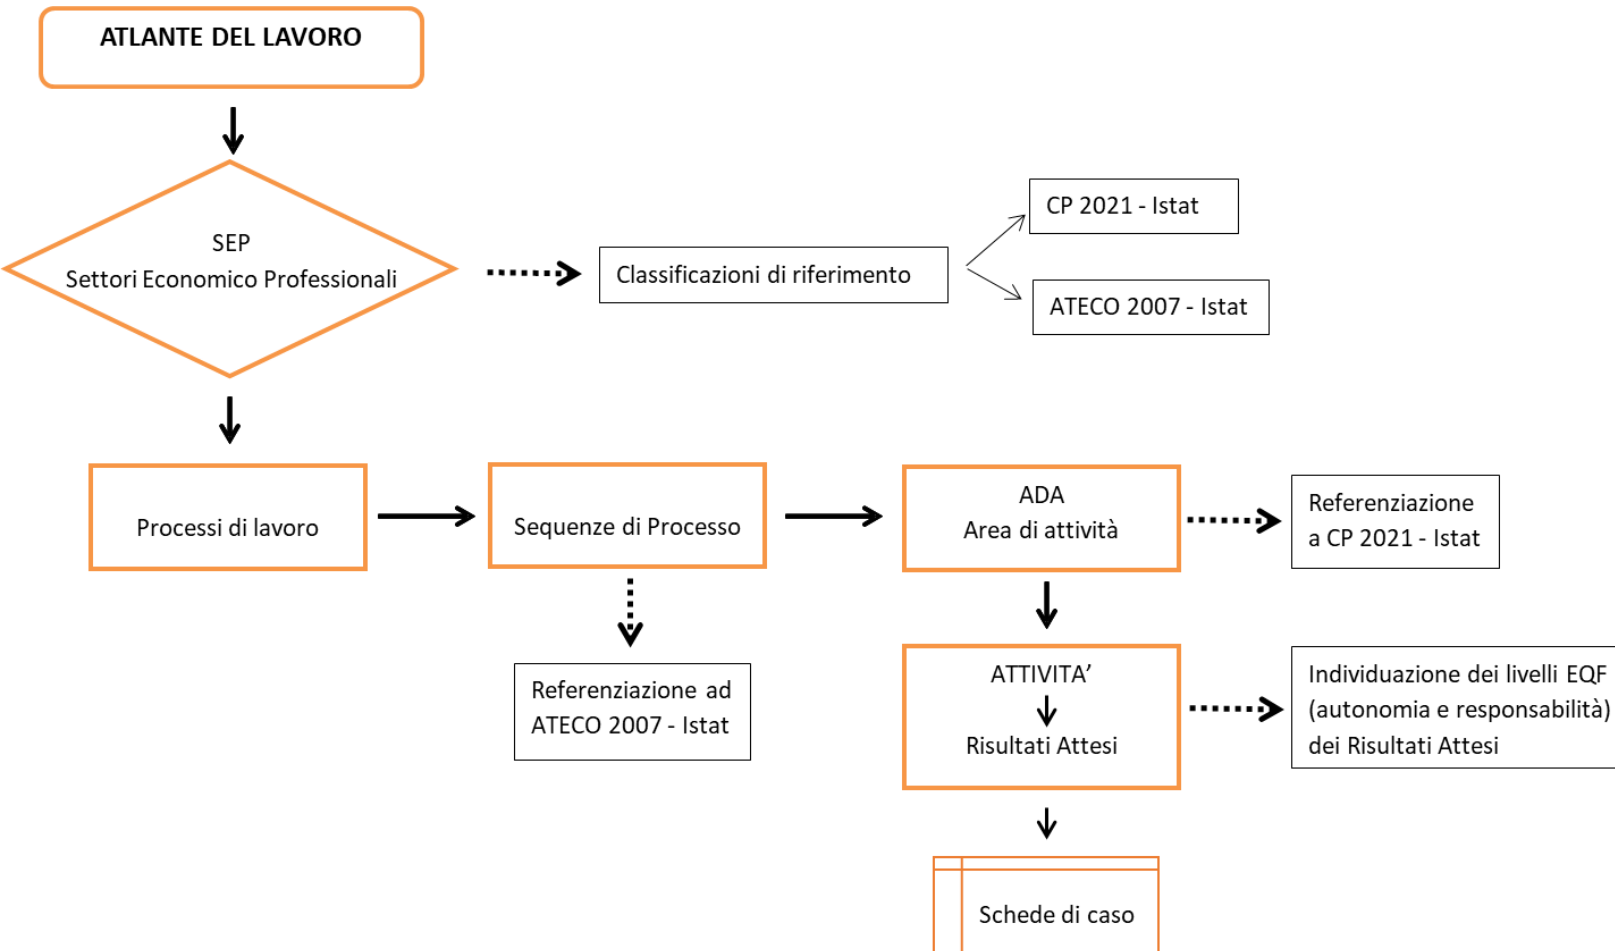 ATLANTE DEL LAVORO
SEP
Settori Economico Professionali
Classificazioni di riferimento
CP 2021 - Istat
ATECO 2007 - Istat
Processi di lavoro
Sequenze di Processo
ADA
Area di attività
Referenziazione
a CP 2021 - Istat
Referenziazione ad
ATECO 2007 - Istat
ATTIVITA’
Risultati Attesi
Individuazione dei livelli EQF
(autonomia e responsabilità)
dei Risultati Attesi
Schede di caso